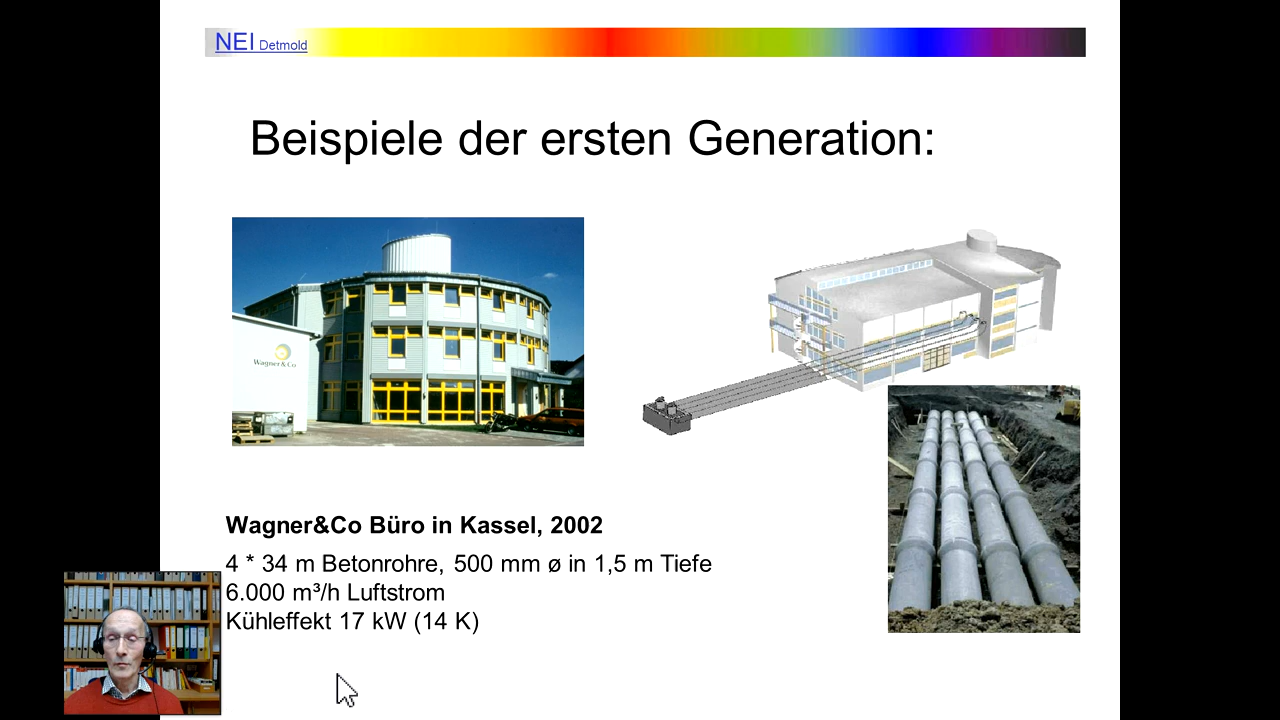 NEI Detmold
Beispiele der ersten Generation:
Wagner&Co
Wagner&Co Büro in Kassel, 2002
4 * 34 m Betonrohre, 500 mm ø in 1,5 m Tiefe
6.000 m³/h Luftstrom
Kühleffekt 17 kW (14 K)